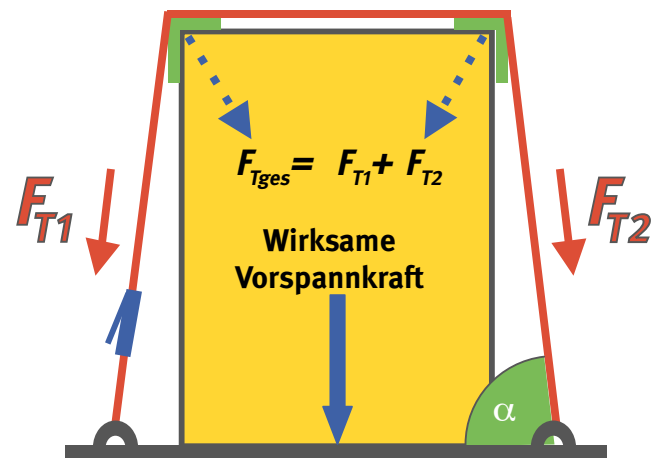 F_Tges = F_T1 + F_T2
F_T1
F_T2
Wirksame
Vorspannkraft
α